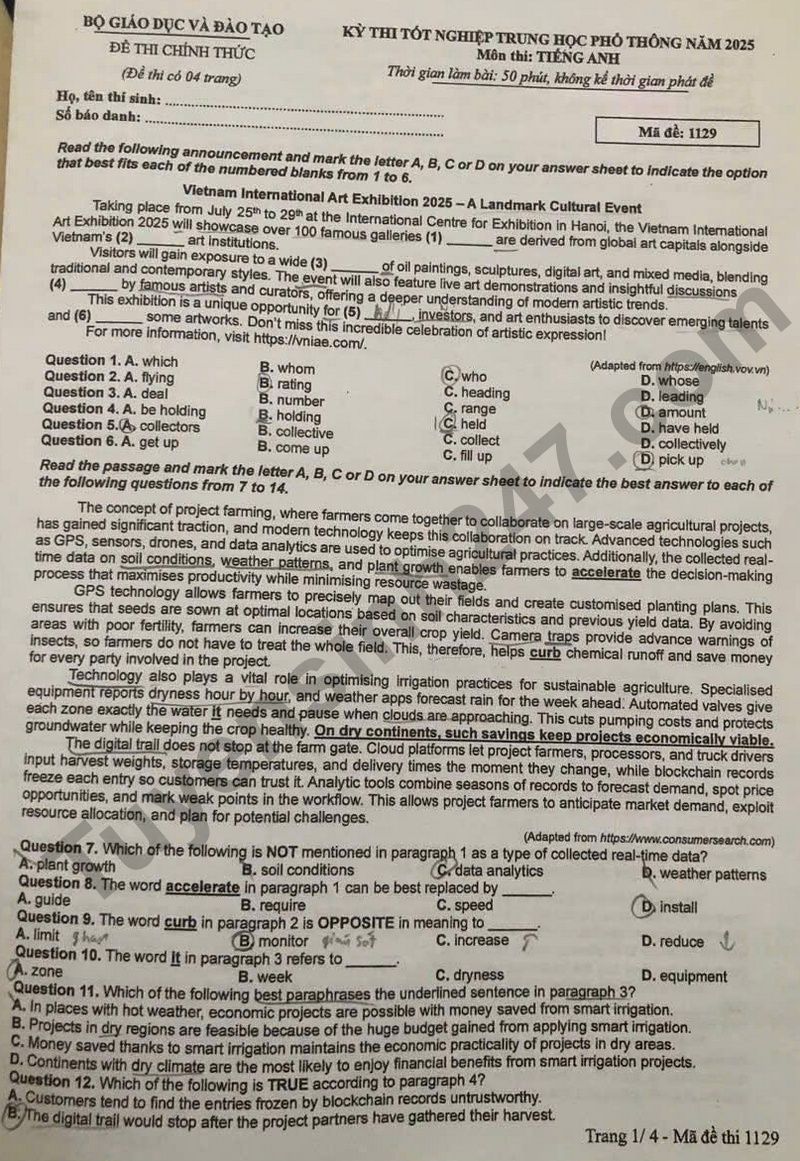 BỘ GIÁO DỤC VÀ ĐÀO TẠO
ĐỀ THI CHÍNH THỨC
(Đề thi có 04 trang)
KỲ THI TỐT NGHIỆP TRUNG HỌC PHỔ THÔNG NĂM 2025
Môn thi: TIẾNG ANH
Thời gian làm bài: 50 phút, không kể thời gian phát đề
Họ, tên thí sinh:
Số báo danh:
Mã đề: 1129
Read the following announcement and mark the letter A, B, C or D on your answer sheet to indicate the option
that best fits each of the numbered blanks from 1 to 6.
Vietnam International Art Exhibition 2025 – A Landmark Cultural Event
Taking place from July 25th to 29th at the International Centre for Exhibition in Hanoi, the Vietnam International
Art Exhibition 2025 will showcase over 100 famous galleries (1) ______ are derived from global art capitals alongside
Vietnam's (2) ______ art institutions.
Visitors will gain exposure to a wide (3) ______ of oil paintings, sculptures, digital art, and mixed media, blending
traditional and contemporary styles. The event will also feature live art demonstrations and insightful discussions
(4) ______ by famous artists and curators, offering a deeper understanding of modern artistic trends.
This exhibition is a unique opportunity for (5) ______, investors, and art enthusiasts to discover emerging talents
and (6) ______ some artworks. Don't miss this incredible celebration of artistic expression!
For more information, visit https://vniae.com/.
(Adapted from https://english.vov.vn)
Question 1. A. which B. whom C. who D. whose
Question 2. A. flying B. rating C. heading D. leading
Question 3. A. deal B. number C. range D. amount
Question 4. A. be holding B. holding C. held D. have held
Question 5. A. collectors B. collective C. collect D. collectively
Question 6. A. get up B. come up C. fill up D. pick up
Read the passage and mark the letter A, B, C or D on your answer sheet to indicate the best answer to each of
the following questions from 7 to 14.
The concept of project farming, where farmers come together to collaborate on large-scale agricultural projects,
has gained significant traction, and modern technology keeps this collaboration on track. Advanced technologies such
as GPS, sensors, drones, and data analytics are used to optimise agricultural practices. Additionally, the collected real-
time data on soil conditions, weather patterns, and plant growth enables farmers to accelerate the decision-making
process that maximises productivity while minimising resource wastage.
GPS technology allows farmers to precisely map out their fields and create customised planting plans. This
ensures that seeds are sown at optimal locations based on soil characteristics and previous yield data. By avoiding
areas with poor fertility, farmers can increase their overall crop yield. Camera traps provide advance warnings of
insects, so farmers do not have to treat the whole field. This, therefore, helps curb chemical runoff and save money
for every party involved in the project.
Technology also plays a vital role in optimising irrigation practices for sustainable agriculture. Specialised
equipment reports dryness hour by hour, and weather apps forecast rain for the week ahead. Automated valves give
each zone exactly the water it needs and pause when clouds are approaching. This cuts pumping costs and protects
groundwater while keeping the crop healthy. On dry continents, such savings keep projects economically viable.
The digital trail does not stop at the farm gate. Cloud platforms let project farmers, processors, and truck drivers
input harvest weights, storage temperatures, and delivery times the moment they change, while blockchain records
freeze each entry so customers can trust it. Analytic tools combine seasons of records to forecast demand, spot price
opportunities, and mark weak points in the workflow. This allows project farmers to anticipate market demand, exploit
resource allocation, and plan for potential challenges.
(Adapted from https://www.consumersearch.com)
Question 7. Which of the following is NOT mentioned in paragraph 1 as a type of collected real-time data?
A. plant growth B. soil conditions C. data analytics D. weather patterns
Question 8. The word accelerate in paragraph 1 can be best replaced by ______.
A. guide B. require C. speed D. install
Question 9. The word curb in paragraph 2 is OPPOSITE in meaning to ______.
A. limit B. monitor C. increase D. reduce
Question 10. The word it in paragraph 3 refers to ______.
A. zone B. week C. dryness D. equipment
Question 11. Which of the following best paraphrases the underlined sentence in paragraph 3?
A. In places with hot weather, economic projects are possible with money saved from smart irrigation.
B. Projects in dry regions are feasible because of the huge budget gained from applying smart irrigation.
C. Money saved thanks to smart irrigation maintains the economic practicality of projects in dry areas.
D. Continents with dry climate are the most likely to enjoy financial benefits from smart irrigation projects.
Question 12. Which of the following is TRUE according to paragraph 4?
A. Customers tend to find the entries frozen by blockchain records untrustworthy.
B. The digital trail would stop after the project partners have gathered their harvest.
Trang 1/ 4 - Mã đề thi 1129